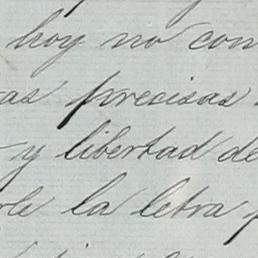 hoy no con
as precisas
y libertad de
le la letra